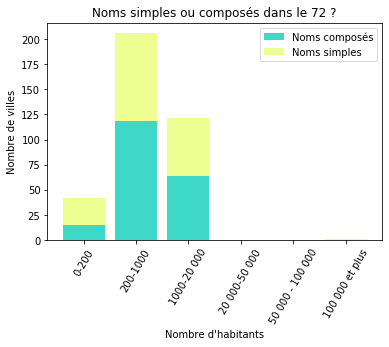 Noms simples ou composés dans le 72 ?
Noms composés
Noms simples
Nombre de villes
200
175
150
125
100
75
50
25
0
0-200
200-1000
1000-20 000
20 000-50 000
50 000 - 100 000
100 000 et plus
Nombre d'habitants